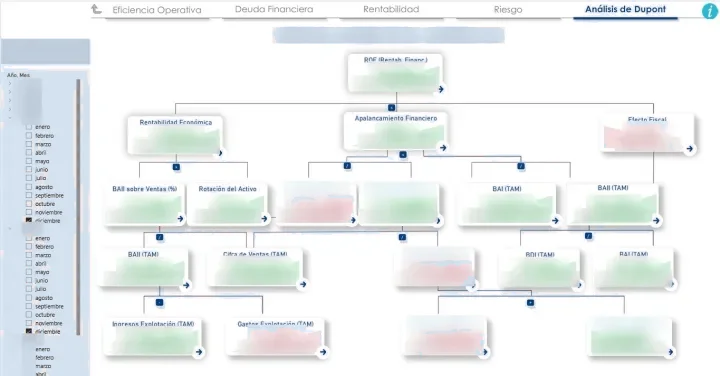 Eficiencia Operativa
Deuda Financiera
Rentabilidad
Riesgo
Análisis de Dupont
i
Año, Mes
enero
febrero
marzo
abril
mayo
junio
julio
agosto
septiembre
octubre
noviembre
diciembre
enero
febrero
marzo
abril
mayo
junio
julio
agosto
septiembre
octubre
noviembre
diciembre
enero
febrero
marzo
abril
ROE (Rentab. Financ.)
Rentabilidad Económica
Apalancamiento Financiero
Efecto Fiscal
BAII sobre Ventas (%)
Rotación del Activo
BAI (TAM)
BAII (TAM)
BAII (TAM)
Cifra de Ventas (TAM)
BDI (TAM)
BAI (TAM)
Ingresos Explotación (TAM)
Gastos Explotación (TAM)